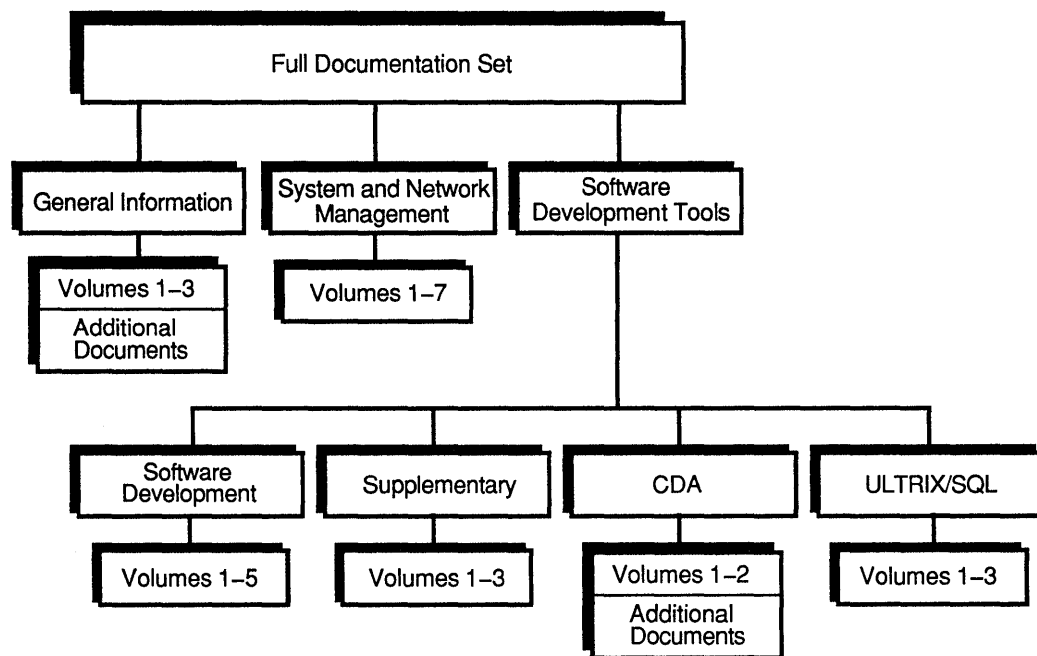 Full Documentation Set
General Information
System and Network
Management
Software
Development Tools
Volumes 1–3
Additional
Documents
Volumes 1–7
Software
Development
Supplementary
CDA
ULTRIX/SQL
Volumes 1–5
Volumes 1–3
Volumes 1–2
Additional
Documents
Volumes 1–3